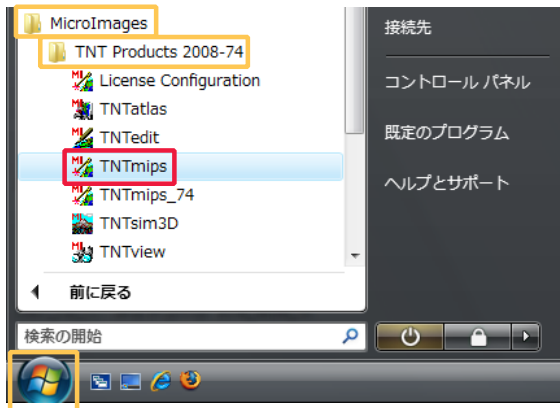 MicroImages
TNT Products 2008-74
License Configuration
TNTatlas
TNTedit
TNTmips
TNTmips_74
TNTsim3D
TNTview
前に戻る
検索の開始
接続先
コントロール パネル
既定のプログラム
ヘルプとサポート